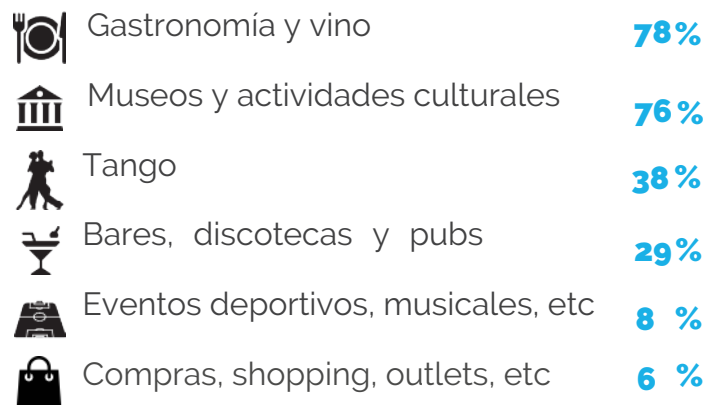 Gastronomía y vino 78%
Museos y actividades culturales 76%
Tango 38%
Bares, discotecas y pubs 29%
Eventos deportivos, musicales, etc 8 %
Compras, shopping, outlets, etc 6 %